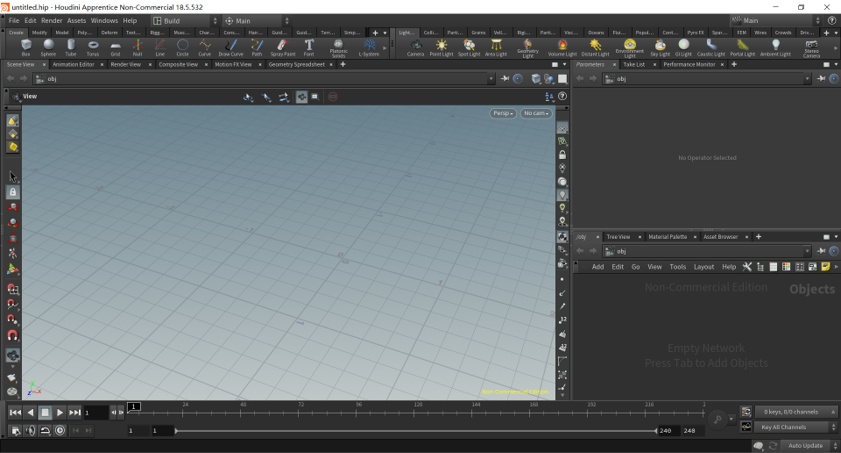 untitled.hip - Houdini Apprentice Non-Commercial 18.5.532
File Edit Render Assets Windows Help Build Main Main
Create Modify Model Poly... Deform Text... Rigg... Musc... Char... Cons... Hair... Guid... Guid... Terr... Simp... Light... Colli... Parti... Grains Vell... Rigi... Parti... Visc... Oceans Flui... Popul... Cont... Pyro FX Spar... FEM Wires Crowds Driv...
Box Sphere Tube Torus Grid Null Line Circle Curve Draw Curve Path Spray Paint Font Platonic Solids L-System Camera Point Light Spot Light Area Light Geometry Light Volume Light Distant Light Environment Light Sky Light GI Light Caustic Light Portal Light Ambient Light Stereo Camera
Scene View Animation Editor Render View Composite View Motion FX View Geometry Spreadsheet Parameters Take List Performance Monitor
obj obj
View
Persp No cam
No Operator Selected
/obj Tree View Material Palette Asset Browser
obj
Add Edit Go View Tools Layout Help
Non-Commercial Edition Objects
Empty Network
Press Tab to Add Objects
Non-Commercial Edition
1 1 24 48 72 96 120 144 168 192 216
0 keys, 0/0 channels
1 1 240 240
Key All Channels
Auto Update